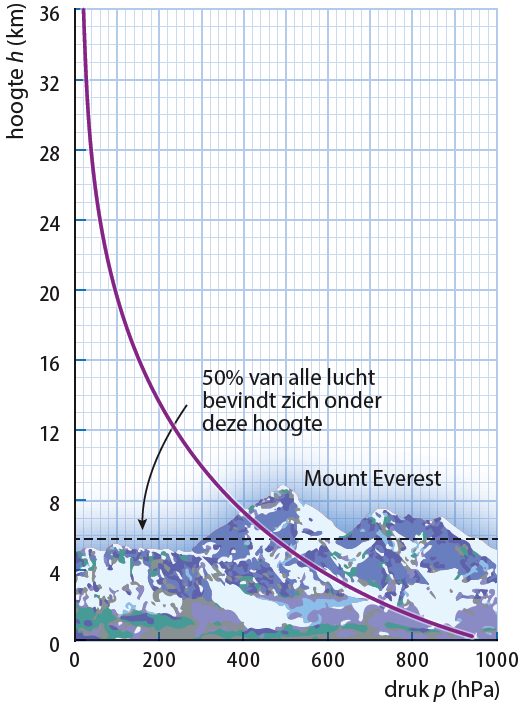 hoogte h (km)
36
32
28
24
20
16
12
8
4
0
50% van alle lucht
bevindt zich onder
deze hoogte
Mount Everest
0 200 400 600 800 1000
druk p (hPa)